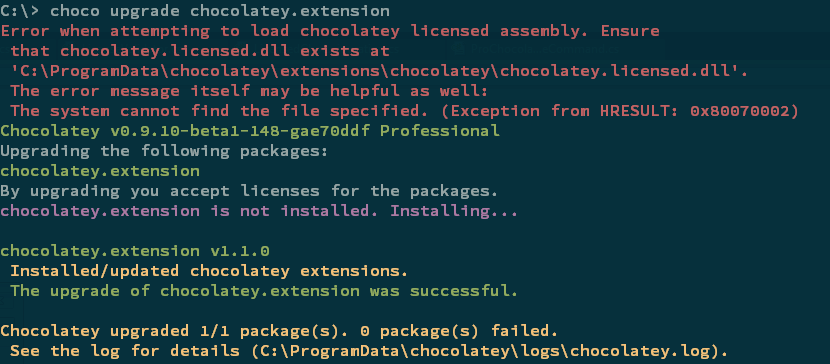 C:\> choco upgrade chocolatey.extension
Error when attempting to load chocolatey licensed assembly. Ensure
that chocolatey.licensed.dll exists at
'C:\ProgramData\chocolatey\extensions\chocolatey\chocolatey.licensed.dll'.
The error message itself may be helpful as well:
The system cannot find the file specified. (Exception from HRESULT: 0x80070002)
Chocolatey v0.9.10-beta1-148-gae70ddf Professional
Upgrading the following packages:
chocolatey.extension
By upgrading you accept licenses for the packages.
chocolatey.extension is not installed. Installing...
chocolatey.extension v1.1.0
Installed/updated chocolatey extensions.
The upgrade of chocolatey.extension was successful.
Chocolatey upgraded 1/1 package(s). 0 package(s) failed.
See the log for details (C:\ProgramData\chocolatey\logs\chocolatey.log).